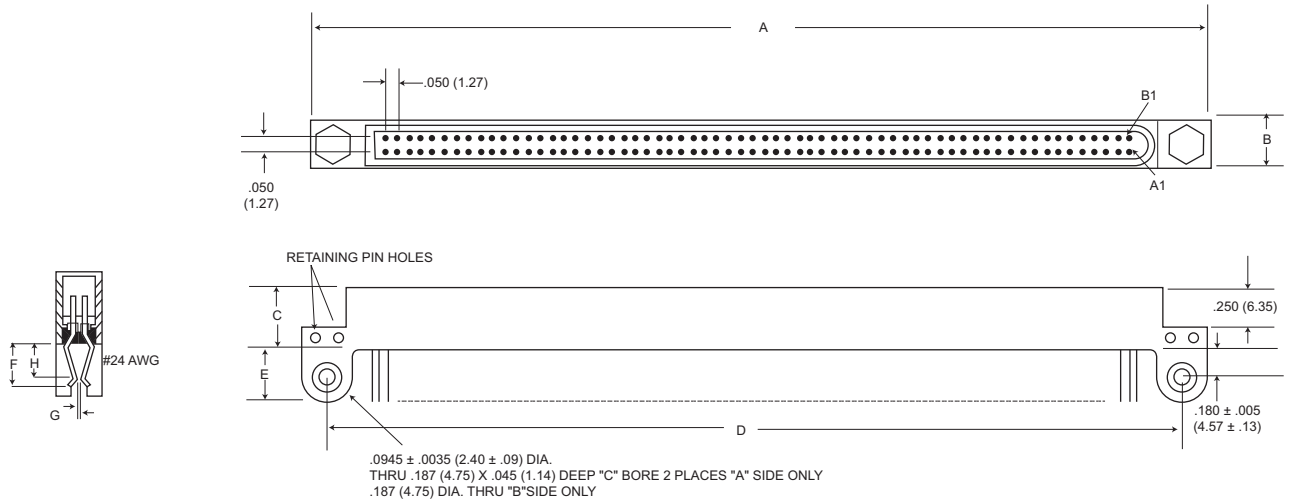 A
.050 (1.27)
B1
B
.050
(1.27)
A1
RETAINING PIN HOLES
C
.250 (6.35)
F
H
#24 AWG
E
G
.180 ± .005
(4.57 ± .13)
D
.0945 ± .0035 (2.40 ± .09) DIA.
THRU .187 (4.75) X .045 (1.14) DEEP "C" BORE 2 PLACES "A" SIDE ONLY
.187 (4.75) DIA. THRU "B"SIDE ONLY